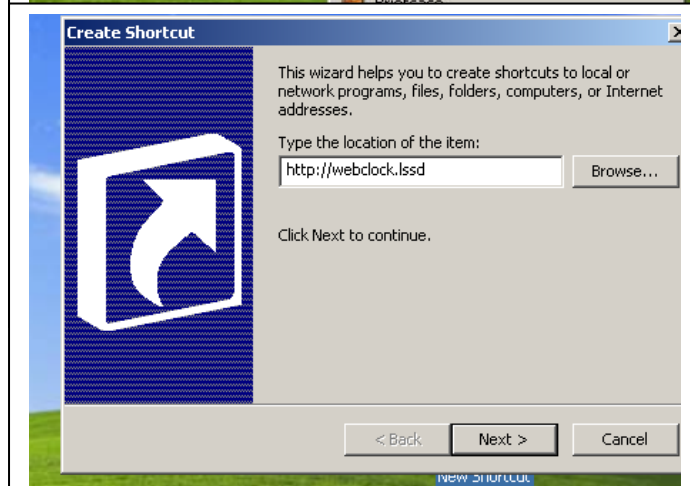 Briefcase
Create Shortcut
This wizard helps you to create shortcuts to local or
network programs, files, folders, computers, or Internet
addresses.
Type the location of the item:
http://webclock.lssd
Browse...
Click Next to continue.
< Back
Next >
Cancel
New Shortcut